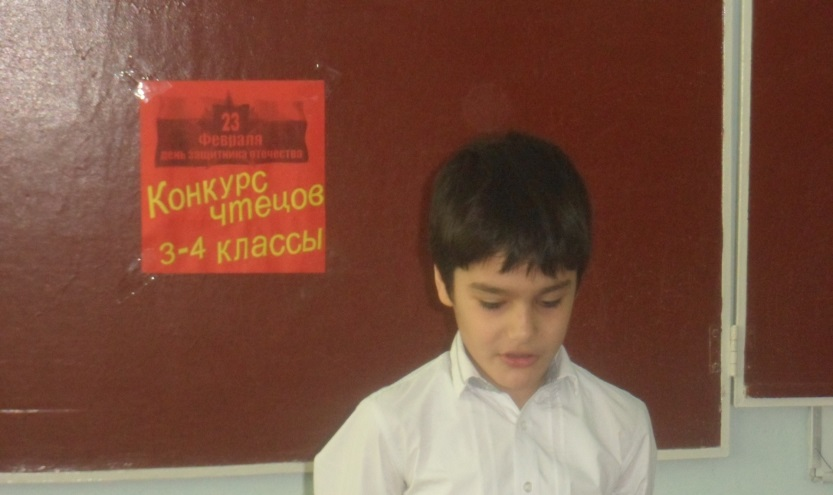 23
Февраля
день защитника отечества
Конкурс
чтецов
3-4 классы